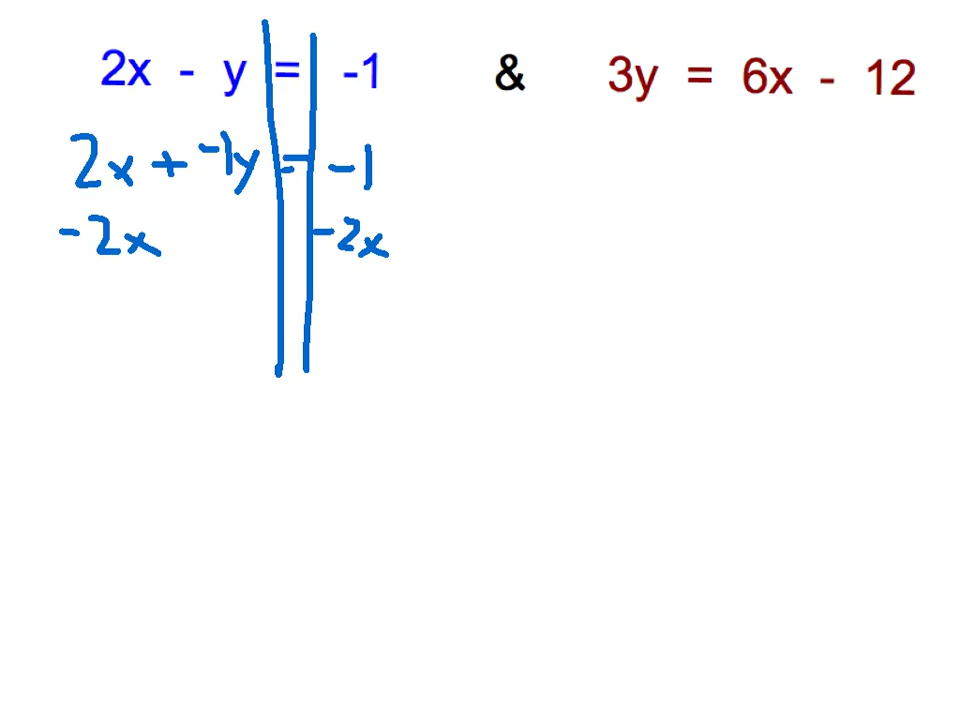 2x - y = -1 & 3y = 6x - 12
2x + -1y = -1
-2x -2x